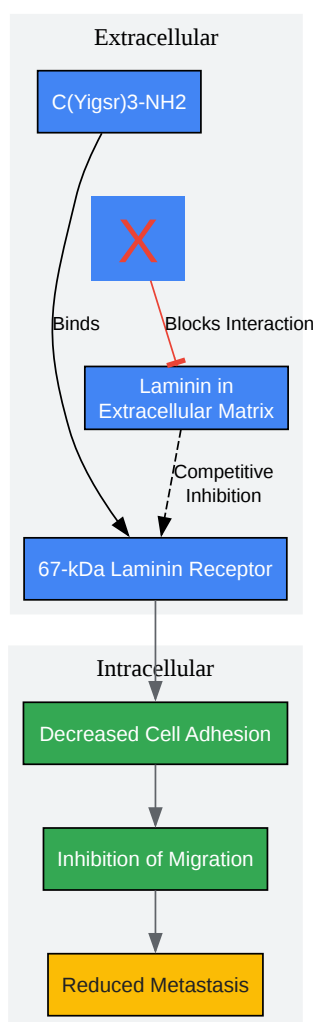 Extracellular
C(Yigsr)3-NH2
X
Binds
Blocks Interaction
Laminin in
Extracellular Matrix
Competitive
Inhibition
67-kDa Laminin Receptor
Intracellular
Decreased Cell Adhesion
Inhibition of Migration
Reduced Metastasis